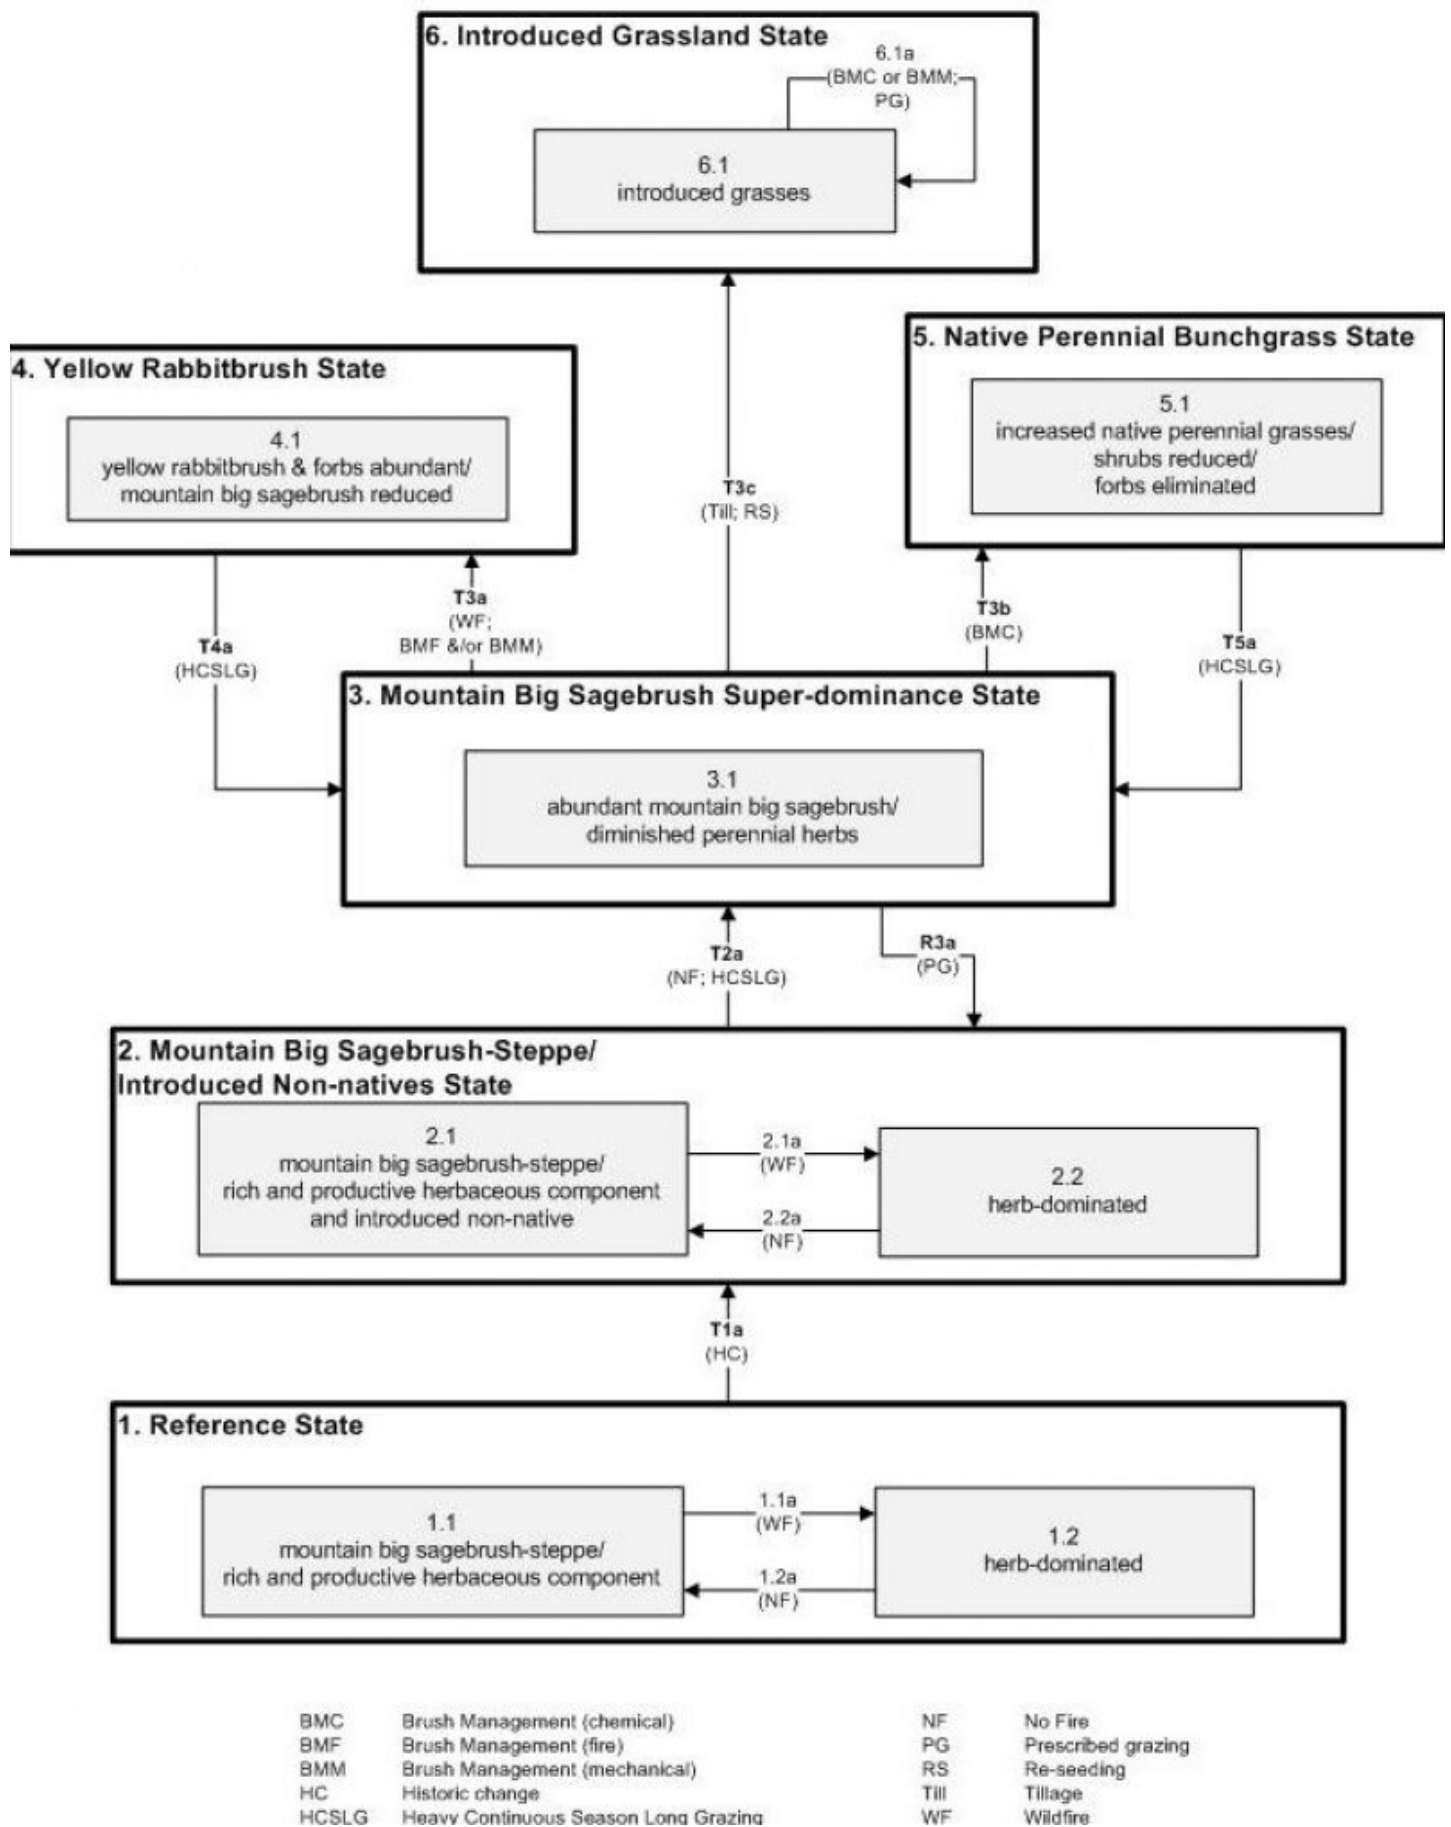 6. Introduced Grassland State
6.1a
(BMC or BMM;
PG)
6.1
introduced grasses
4. Yellow Rabbitbrush State
4.1
yellow rabbitbrush & forbs abundant/
mountain big sagebrush reduced
5. Native Perennial Bunchgrass State
5.1
increased native perennial grasses/
shrubs reduced/
forbs eliminated
T3c
(Till; RS)
T4a
(HCSLG)
T3a
(WF;
BMF &/or BMM)
T3b
(BMC)
T5a
(HCSLG)
3. Mountain Big Sagebrush Super-dominance State
3.1
abundant mountain big sagebrush/
diminished perennial herbs
T2a
(NF; HCSLG)
R3a
(PG)
2. Mountain Big Sagebrush-Steppe/
Introduced Non-natives State
2.1
mountain big sagebrush-steppe/
rich and productive herbaceous component
and introduced non-native
2.1a
(WF)
2.2a
(NF)
2.2
herb-dominated
T1a
(HC)
1. Reference State
1.1
mountain big sagebrush-steppe/
rich and productive herbaceous component
1.1a
(WF)
1.2a
(NF)
1.2
herb-dominated
BMC Brush Management (chemical)
BMF Brush Management (fire)
BMM Brush Management (mechanical)
HC Historic change
HCSLG Heavy Continuous Season Long Grazing
NF No Fire
PG Prescribed grazing
RS Re-seeding
Till Tillage
WF Wildfire